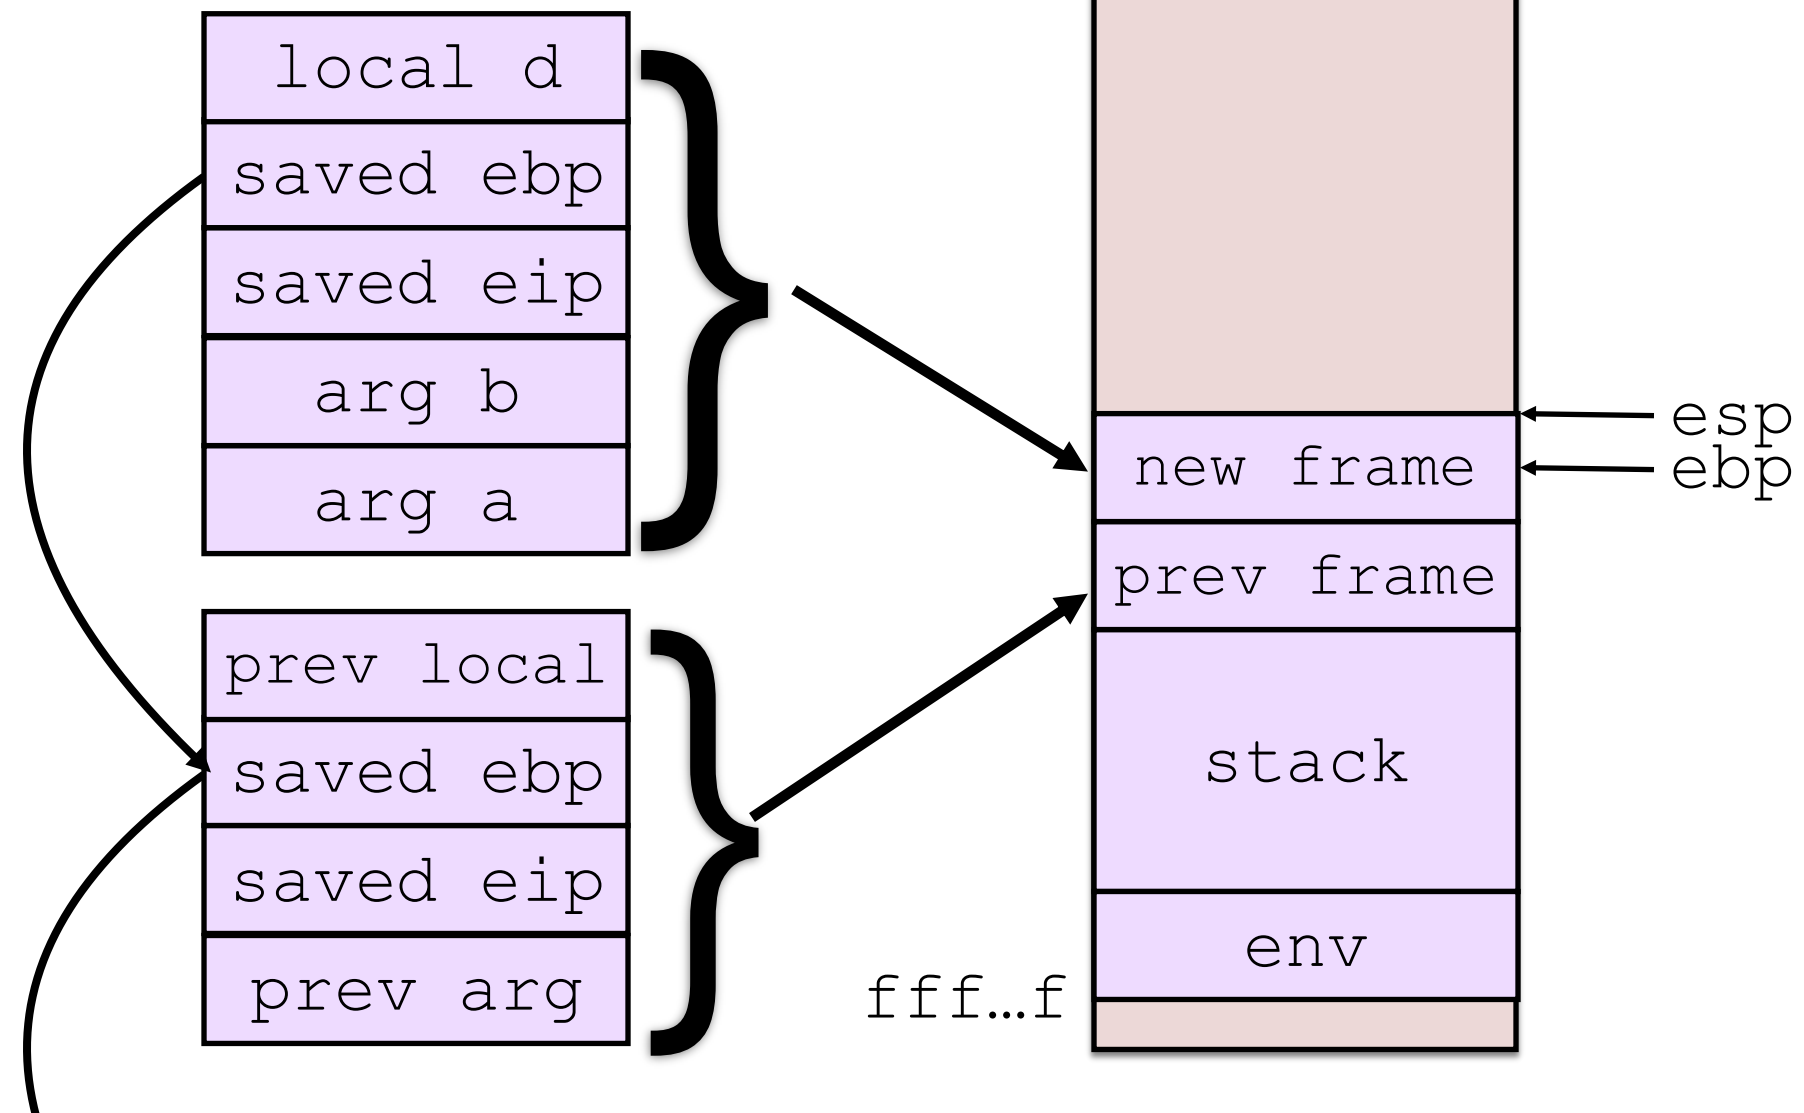 local d
saved ebp
saved eip
arg b
arg a
prev local
saved ebp
saved eip
prev arg
new frame
prev frame
stack
env
fff…f
esp
ebp